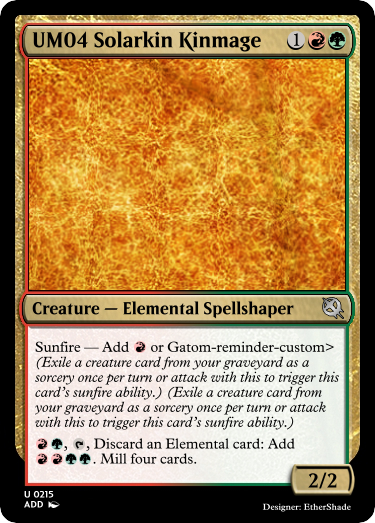 UM04 Solarkin Kinmage 1
Creature — Elemental Spellshaper
Sunfire — Add or Gatom-reminder-custom>
(Exile a creature card from your graveyard as a
sorcery once per turn or attack with this to trigger this
card's sunfire ability.) (Exile a creature card from
your graveyard as a sorcery once per turn or attack
with this to trigger this card's sunfire ability.)
, , Discard an Elemental card: Add
. Mill four cards.
2/2
U 0215
ADD
Designer: EtherShade